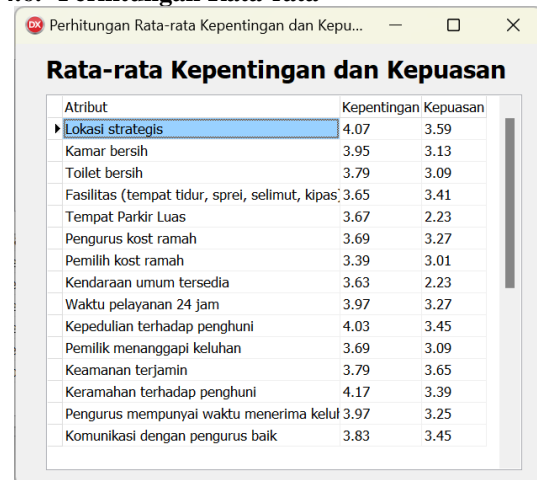 Perhitungan Rata-rata Kepentingan dan Kepu...
Rata-rata Kepentingan dan Kepuasan
Atribut Kepentingan Kepuasan
Lokasi strategis 4.07 3.59
Kamar bersih 3.95 3.13
Toilet bersih 3.79 3.09
Fasilitas (tempat tidur, sprei, selimut, kipas 3.65 3.41
Tempat Parkir Luas 3.67 2.23
Pengurus kost ramah 3.69 3.27
Pemilih kost ramah 3.39 3.01
Kendaraan umum tersedia 3.63 2.23
Waktu pelayanan 24 jam 3.97 3.27
Kepedulian terhadap penghuni 4.03 3.45
Pemilik menanggapi keluhan 3.69 3.09
Keamanan terjamin 3.79 3.65
Keramahan terhadap penghuni 4.17 3.39
Pengurus mempunyai waktu menerima 3.97 3.25
Komunikasi dengan pengurus baik 3.83 3.45